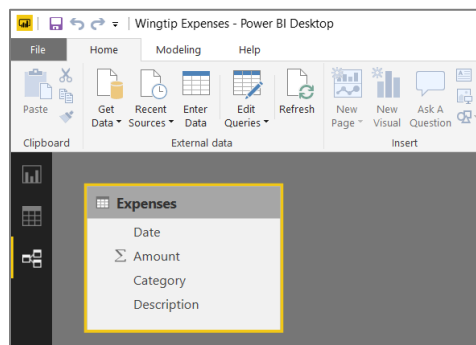 Wingtip Expenses - Power BI Desktop
File Home Modeling Help
Paste Get Data Recent Sources Enter Data Edit Queries Refresh New Page New Visual Ask A Question
Clipboard External data Insert
Expenses
Date
Σ Amount
Category
Description